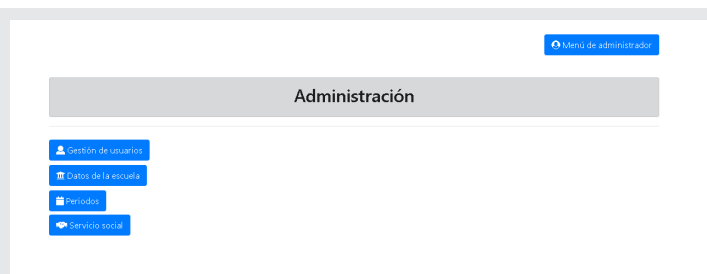 Menú de administrador
Administración
Gestión de usuarios
Datos de la escuela
Periodos
Servicio social